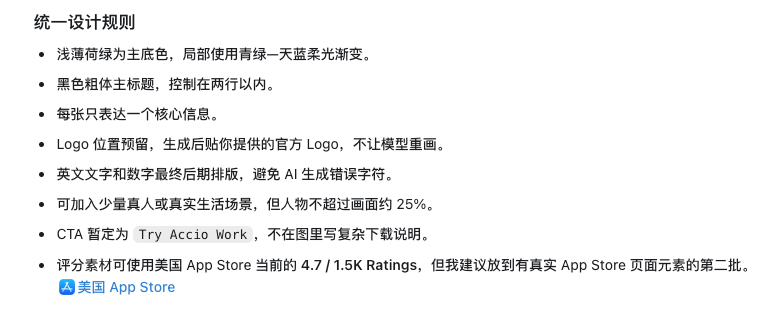 统一设计规则
浅薄荷绿为主底色，局部使用青绿—天蓝柔光渐变。
黑色粗体主标题，控制在两行以内。
每张只表达一个核心信息。
Logo 位置预留，生成后贴你提供的官方 Logo，不让模型重画。
英文文字和数字最终后期排版，避免 AI 生成错误字符。
可加入少量真人或真实生活场景，但人物不超过画面约 25%。
CTA 暂定为 Try Accio Work，不在图里写复杂下载说明。
评分素材可使用美国 App Store 当前的 4.7 / 1.5K Ratings，但我建议放到有真实 App Store 页面元素的第二批。
美国 App Store